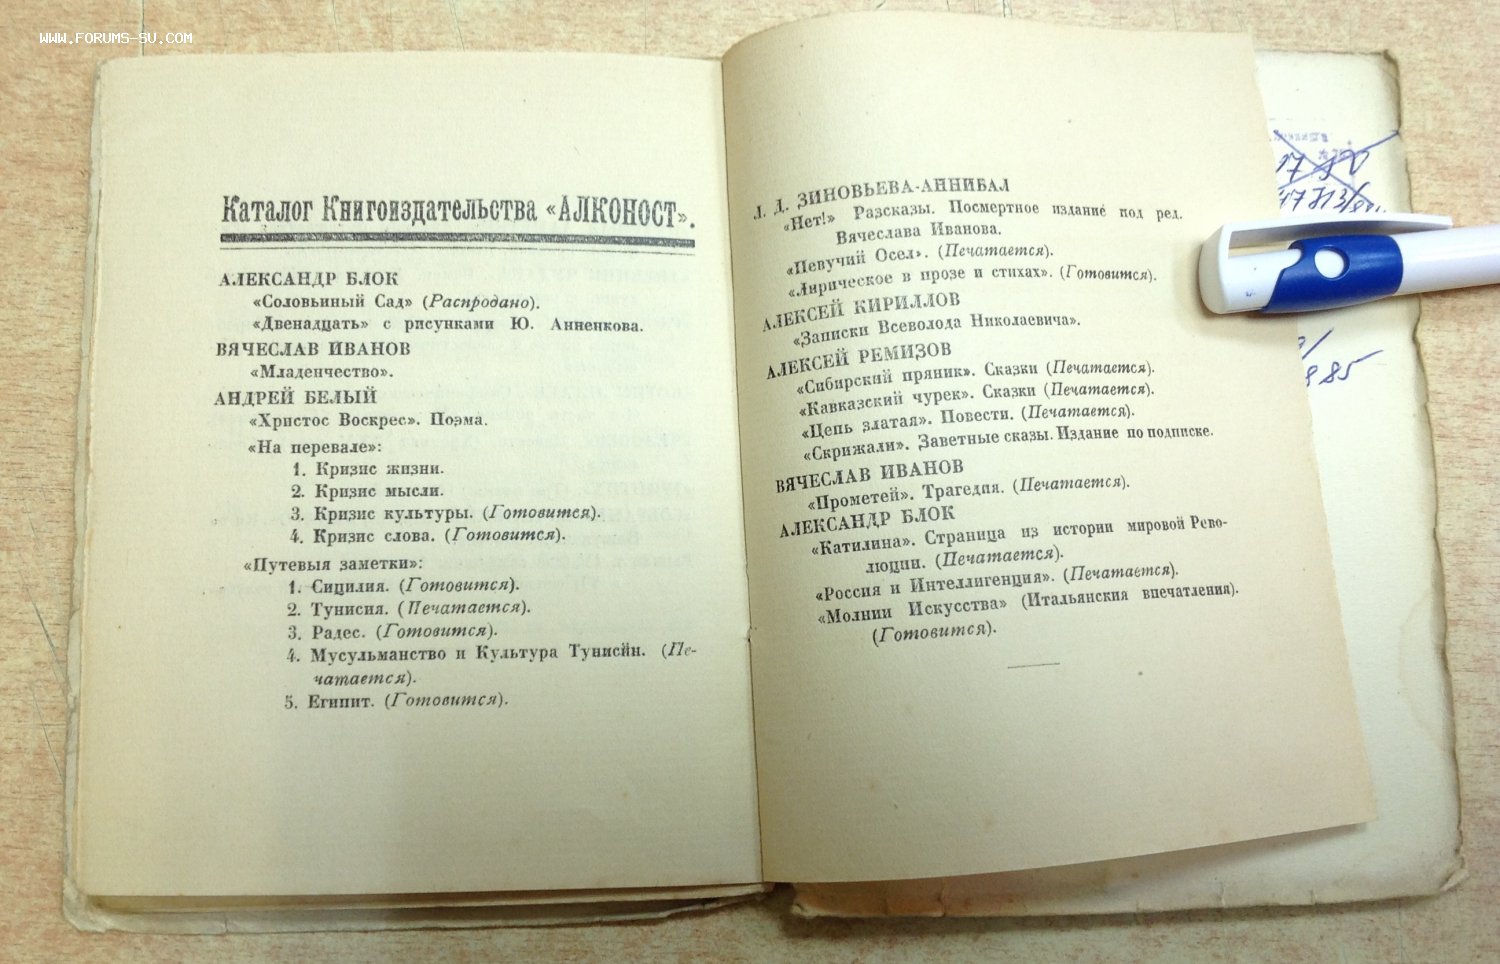 WWW.FORUMS-SU.COM
Каталог Книгоиздательства «АЛКОНОСТ».
АЛЕКСАНДР БЛОК
«Соловьиный Сад» (Распродано).
«Двенадцать» с рисунками Ю. Анненкова.
ВЯЧЕСЛАВ ИВАНОВ
«Младенчество».
АНДРЕЙ БЕЛЫЙ
«Христос Воскрес». Поэма.
«На перевале»:
1. Кризис жизни.
2. Кризис мысли.
3. Кризис культуры. (Готовится).
4. Кризис слова. (Готовится).
«Путевыя заметки»:
1. Сицилия. (Готовится).
2. Тунисия. (Печатается).
3. Радес. (Готовится).
4. Мусульманство и Культура Тунисии. (Пе-
чатается).
5. Египит. (Готовится).
Л. Д. ЗИНОВЬЕВА-АННИБАЛ
«Нет!» Разсказы. Посмертное издание под ред.
Вячеслава Иванова.
«Певучий Осел». (Печатается).
«Лирическое в прозе и стихах». (Готовится).
АЛЕКСЕЙ КИРИЛЛОВ
«Записки Всеволода Николаевича».
АЛЕКСЕЙ РЕМИЗОВ
«Сибирский пряник». Сказки (Печатается).
«Кавказский чурек». Сказки (Печатается).
«Цепь златая». Повести. (Печатается).
«Скрижали». Заветные сказы. Издание по подписке.
ВЯЧЕСЛАВ ИВАНОВ
«Прометей». Трагедия. (Печатается).
АЛЕКСАНДР БЛОК
«Катилина». Страница из истории мировой Рево-
люции. (Печатается).
«Россия и Интеллигенция». (Печатается).
«Молнии Искусства» (Итальянския впечатления).
(Готовится).